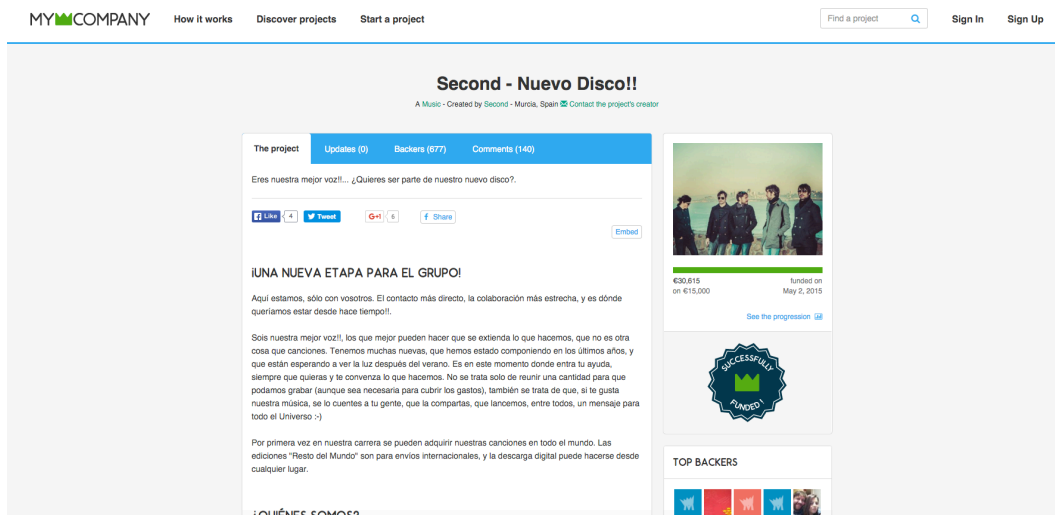 MYMCOMPANY How it works Discover projects Start a project Find a project Sign In Sign Up
Second - Nuevo Disco!!
A Music - Created by Second - Murcia, Spain Contact the project's creator
The project Updates (0) Backers (677) Comments (140)
Eres nuestra mejor voz!!... ¿Quieres ser parte de nuestro nuevo disco?.
Like 4 Tweet G+1 6 Share
Embed
¡UNA NUEVA ETAPA PARA EL GRUPO!
Aquí estamos, sólo con vosotros. El contacto más directo, la colaboración más estrecha, y es dónde
queríamos estar desde hace tiempo!!.
Sois nuestra mejor voz!!, los que mejor pueden hacer que se extienda lo que hacemos, que no es otra
cosa que canciones. Tenemos muchas nuevas, que hemos estado componiendo en los últimos años, y
que están esperando a ver la luz después del verano. Es en este momento donde entra tu ayuda,
siempre que quieras y te convenza lo que hacemos. No se trata solo de reunir una cantidad para que
podamos grabar (aunque sea necesaria para cubrir los gastos), también se trata de que, si te gusta
nuestra música, se lo cuentes a tu gente, que la compartas, que lancemos, entre todos, un mensaje para
todo el Universo :-)
Por primera vez en nuestra carrera se pueden adquirir nuestras canciones en todo el mundo. Las
ediciones "Resto del Mundo" son para envíos internacionales, y la descarga digital puede hacerse desde
cualquier lugar.
¿QUIÉNES SOMOS?
€30,615 funded on
on €15,000 May 2, 2015
See the progression
SUCCESSFULLY
FUNDED !
TOP BACKERS